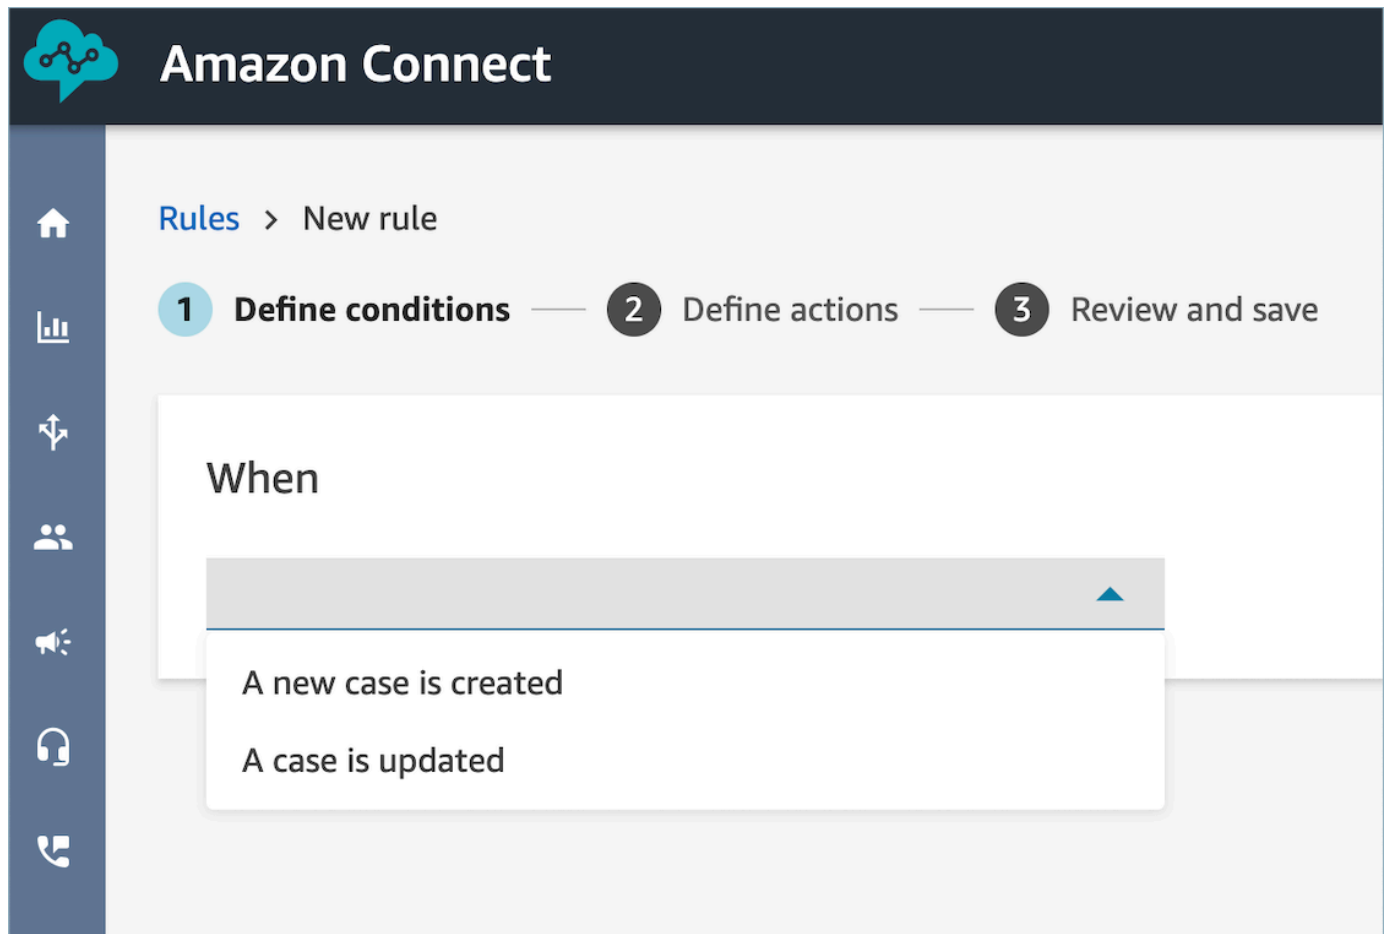 Amazon Connect
Rules > New rule
1 Define conditions 2 Define actions 3 Review and save
When
A new case is created
A case is updated